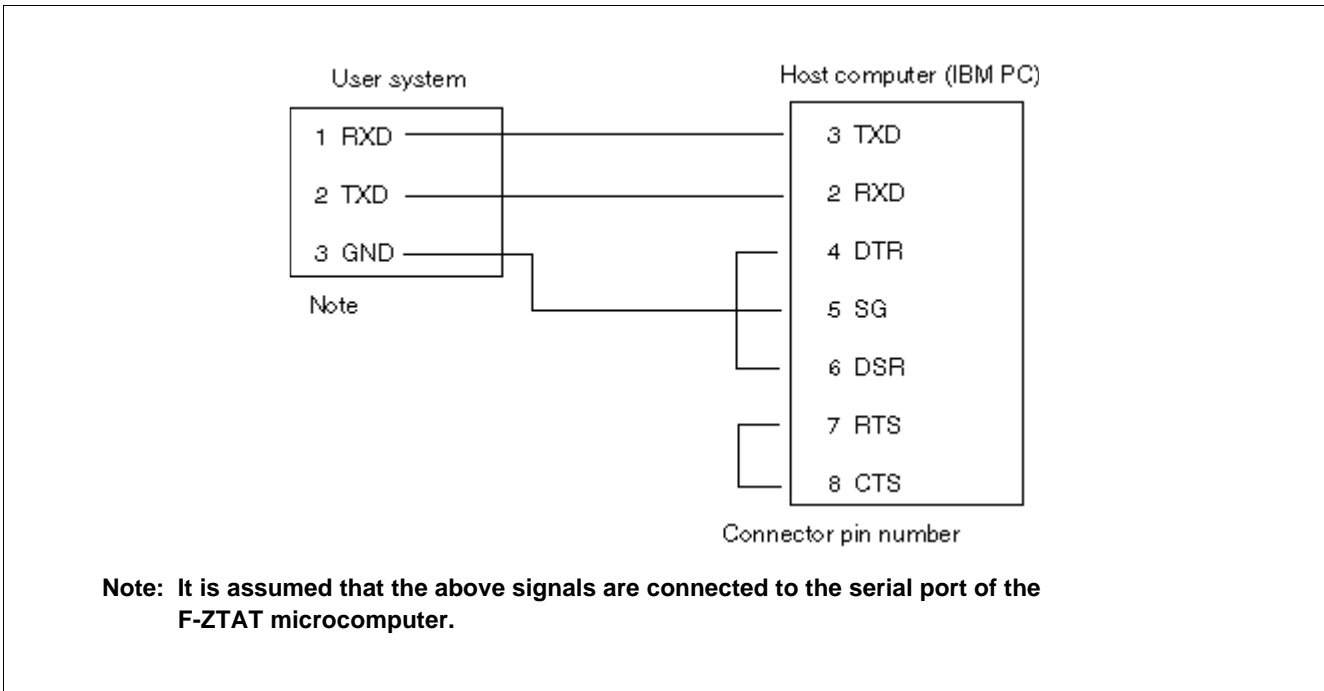 User system
Host computer (IBM PC)
1 RXD
2 TXD
3 GND
Note
3 TXD
2 RXD
4 DTR
5 SG
6 DSR
7 RTS
8 CTS
Connector pin number
Note: It is assumed that the above signals are connected to the serial port of the
F-ZTAT microcomputer.